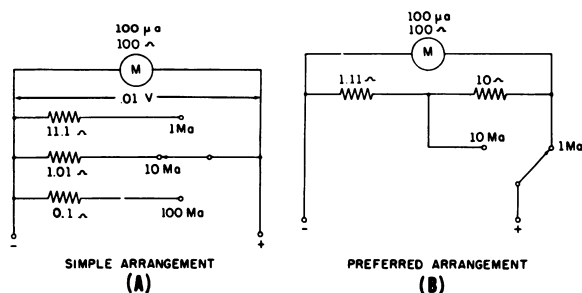 100 μa
100 ᴖ
M
.01 V
11.1 ᴖ
1Ma
1.01 ᴖ
10 Ma
0.1 ᴖ
100 Ma
-
+
SIMPLE ARRANGEMENT
(A)
100 μa
100 ᴖ
M
1.11 ᴖ
10 ᴖ
10 Ma
1Ma
-
+
PREFERRED ARRANGEMENT
(B)